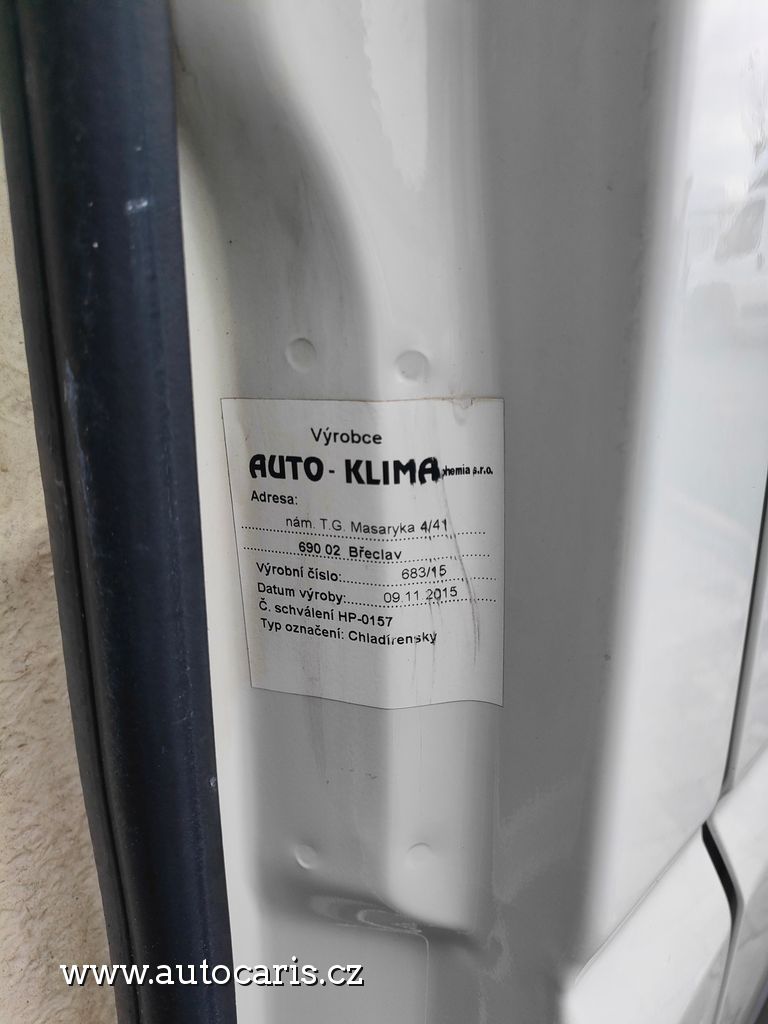 Výrobce
AUTO - KLIMA s.r.o.
Adresa:
nám. T.G. Masaryka 4/41
690 02 Břeclav
Výrobní číslo: 683/15
Datum výroby: 09.11.2015
Č. schválení HP-0157
Typ označení: Chladírenský
www.autocaris.cz